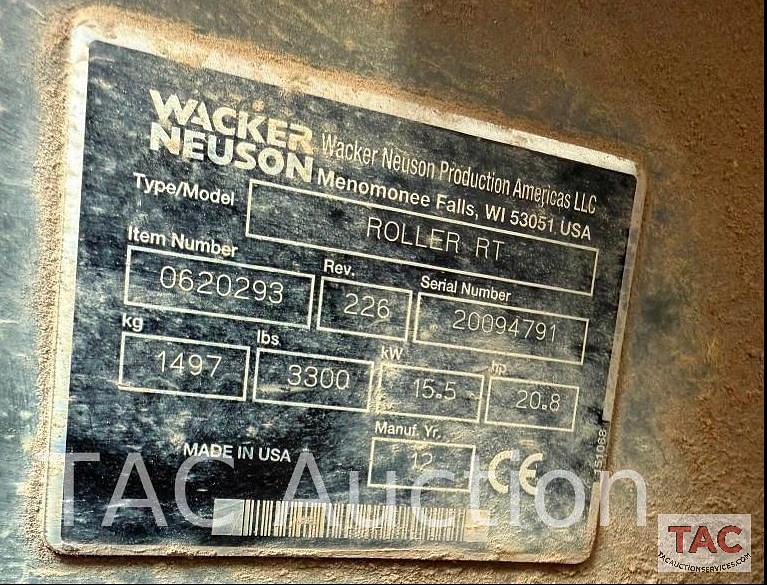 WACKER
NEUSON
Wacker Neuson Production Americas LLC
Menomonee Falls, WI 53051 USA
Type/Model
ROLLER RT
Item Number Rev. Serial Number
0620293 226 20094791
kg lbs. kW hp
1497 3300 15.5 20.8
Manuf. Yr.
MADE IN USA 12 CE
TAC Auction
TAC
TACAUCTIONSERVICES.COM